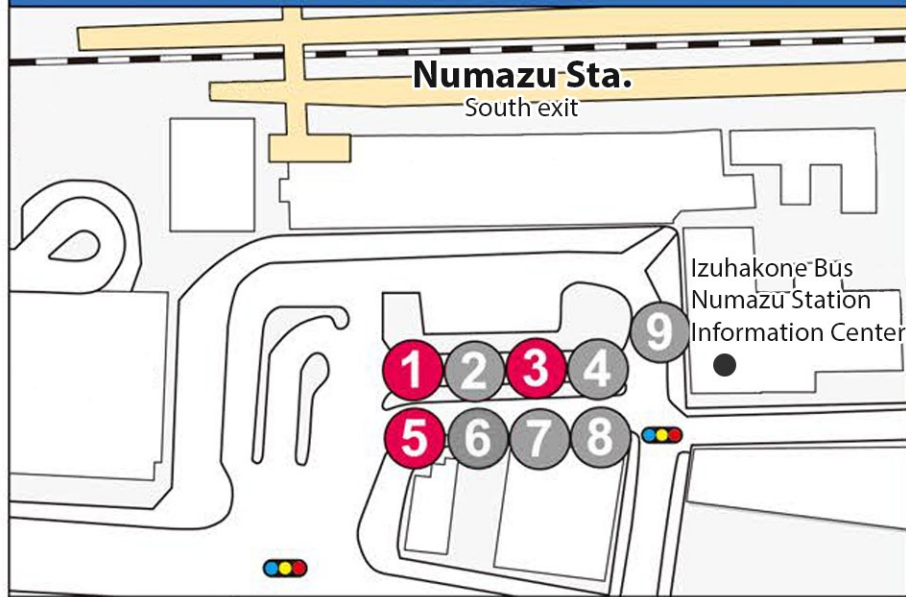 Numazu Sta.
South exit
Izuhakone Bus
Numazu Station
Information Center
9
1 2 3 4
5 6 7 8